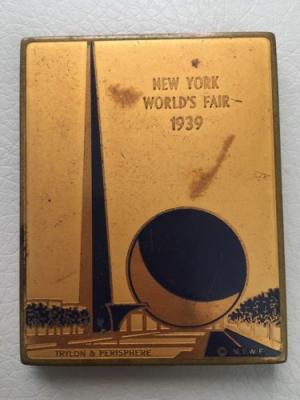 NEW YORK
WORLD'S FAIR
1939
TRYLON & PERISPHERE
© N.Y.W.F.